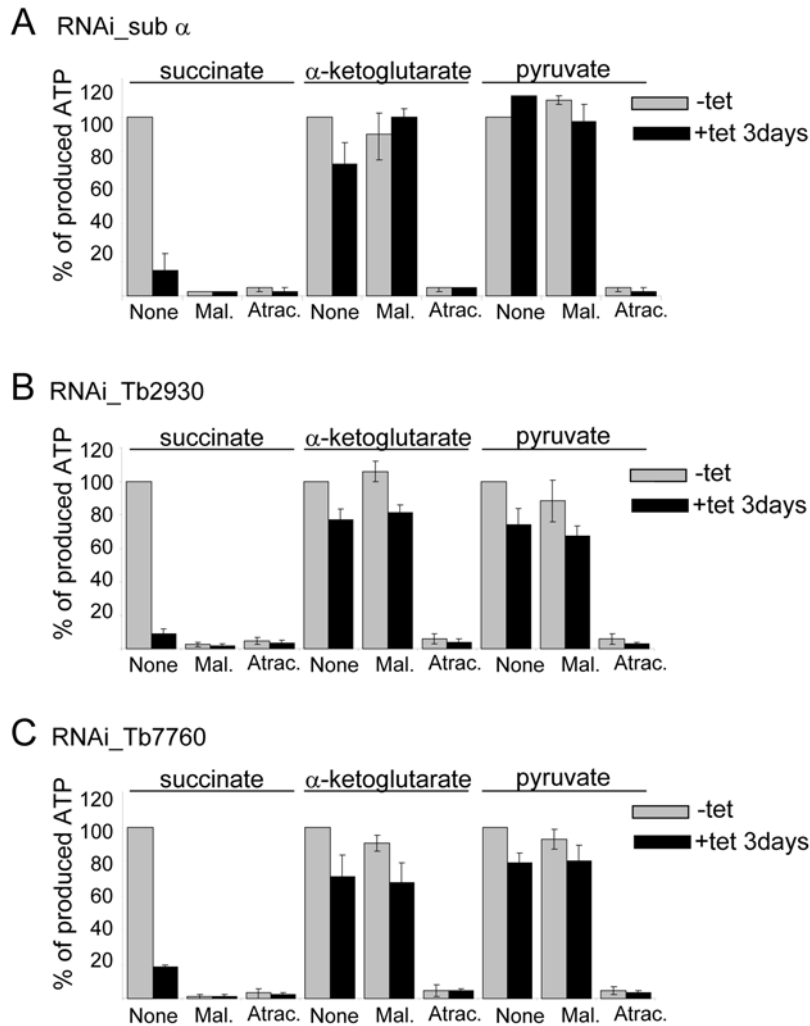 A RNAi_sub α
succinate α-ketoglutarate pyruvate
% of produced ATP
120
100
80
60
40
20
-tet
+tet 3days
None Mal. Atrac. None Mal. Atrac. None Mal. Atrac.
B RNAi_Tb2930
succinate α-ketoglutarate pyruvate
% of produced ATP
120
100
80
60
40
20
-tet
+tet 3days
None Mal. Atrac. None Mal. Atrac. None Mal. Atrac.
C RNAi_Tb7760
succinate α-ketoglutarate pyruvate
% of produced ATP
120
100
80
60
40
20
-tet
+tet 3days
None Mal. Atrac. None Mal. Atrac. None Mal. Atrac.